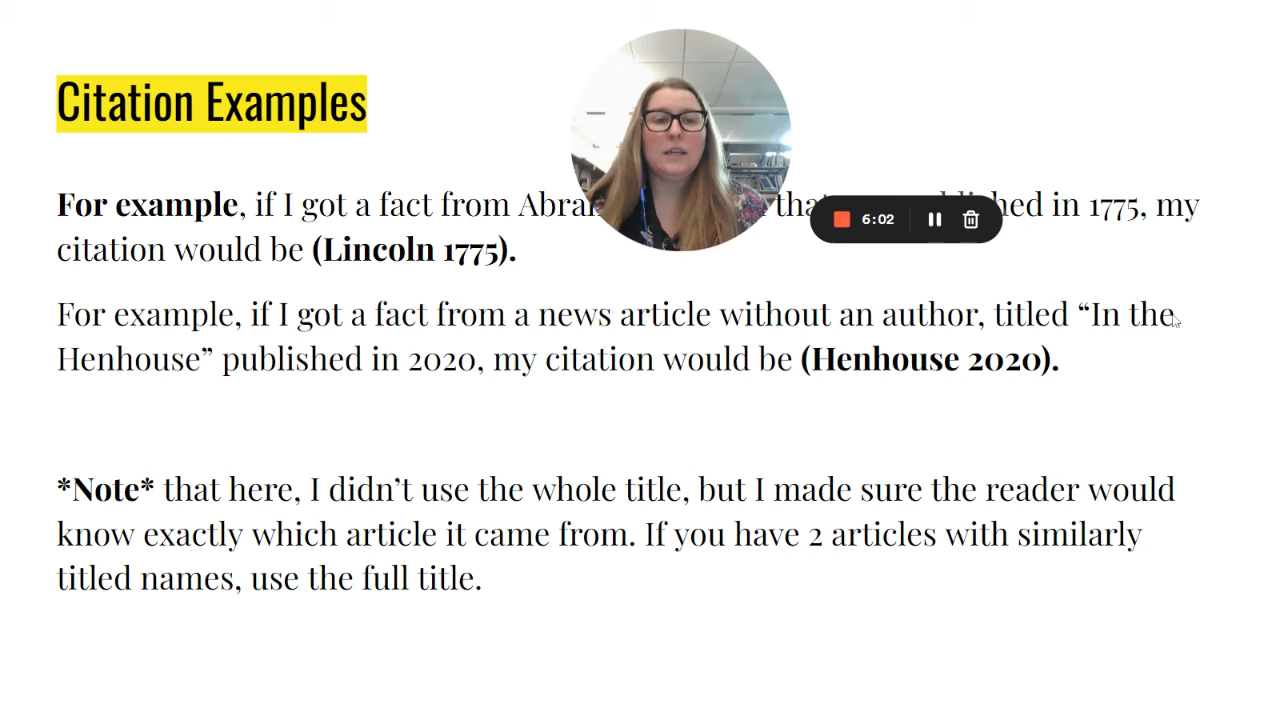 Citation Examples
For example, if I got a fact from in 1775, my
citation would be (Lincoln 1775).
6:02
For example, if I got a fact from a news article without an author, titled “In the
Henhouse” published in 2020, my citation would be (Henhouse 2020).
*Note* that here, I didn’t use the whole title, but I made sure the reader would
know exactly which article it came from. If you have 2 articles with similarly
titled names, use the full title.